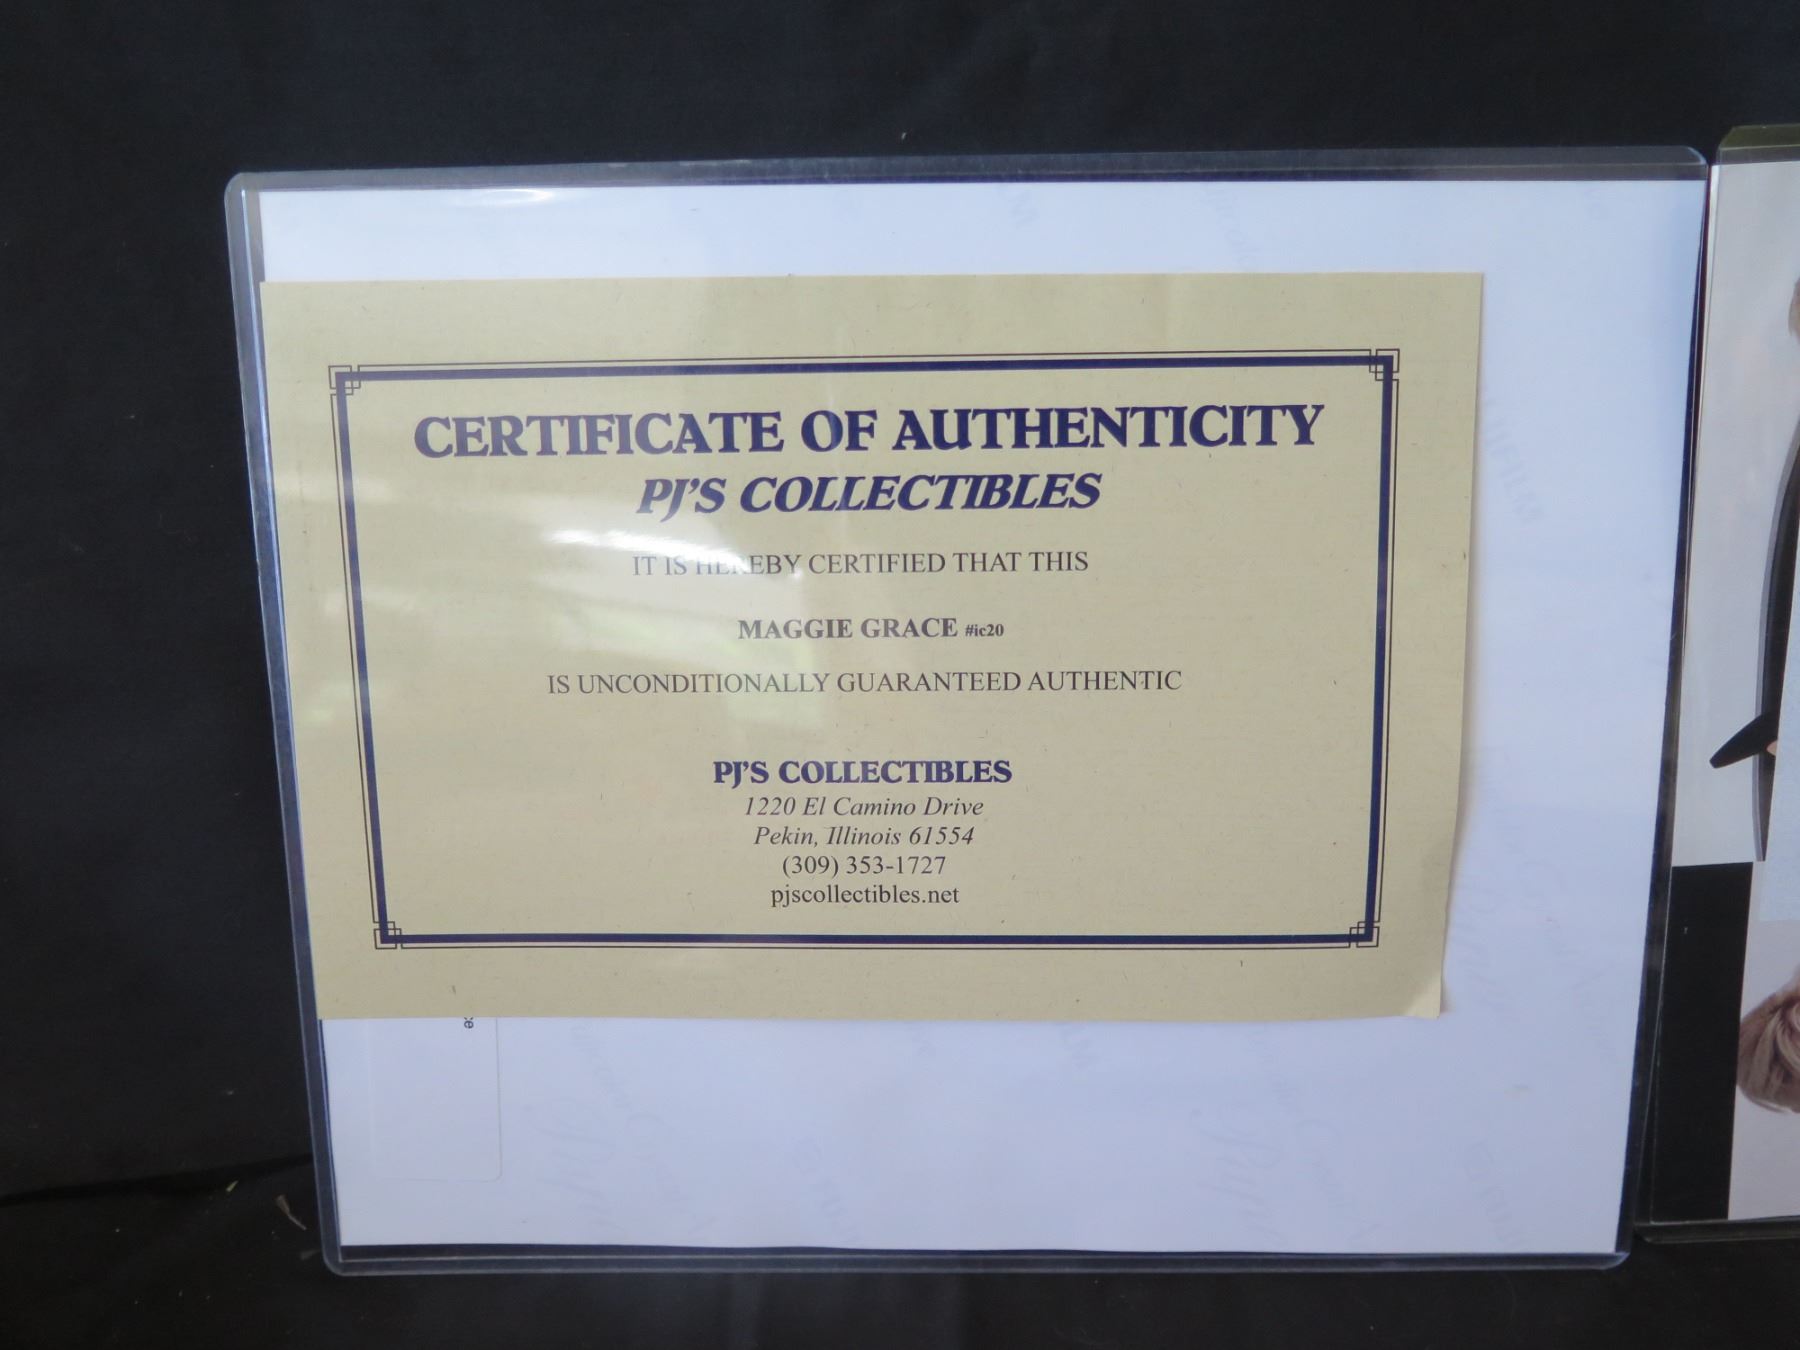 CERTIFICATE OF AUTHENTICITY
PJ'S COLLECTIBLES
IT IS HEREBY CERTIFIED THAT THIS
MAGGIE GRACE #ic20
IS UNCONDITIONALLY GUARANTEED AUTHENTIC
PJ'S COLLECTIBLES
1220 El Camino Drive
Pekin, Illinois 61554
(309) 353-1727
pjscollectibles.net